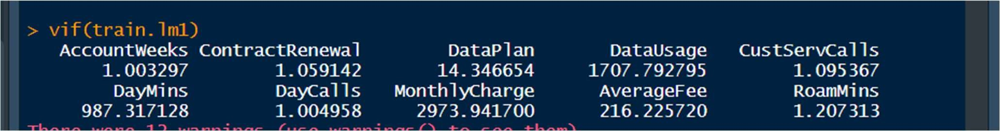 > vif(train.lm1)
AccountWeeks ContractRenewal DataPlan DataUsage CustServCalls
1.003297 1.059142 14.346654 1707.792795 1.095367
DayMins DayCalls MonthlyCharge AverageFee RoamMins
987.317128 1.004958 2973.941700 216.225720 1.207313
There were 12 warnings (use warnings() to see them)